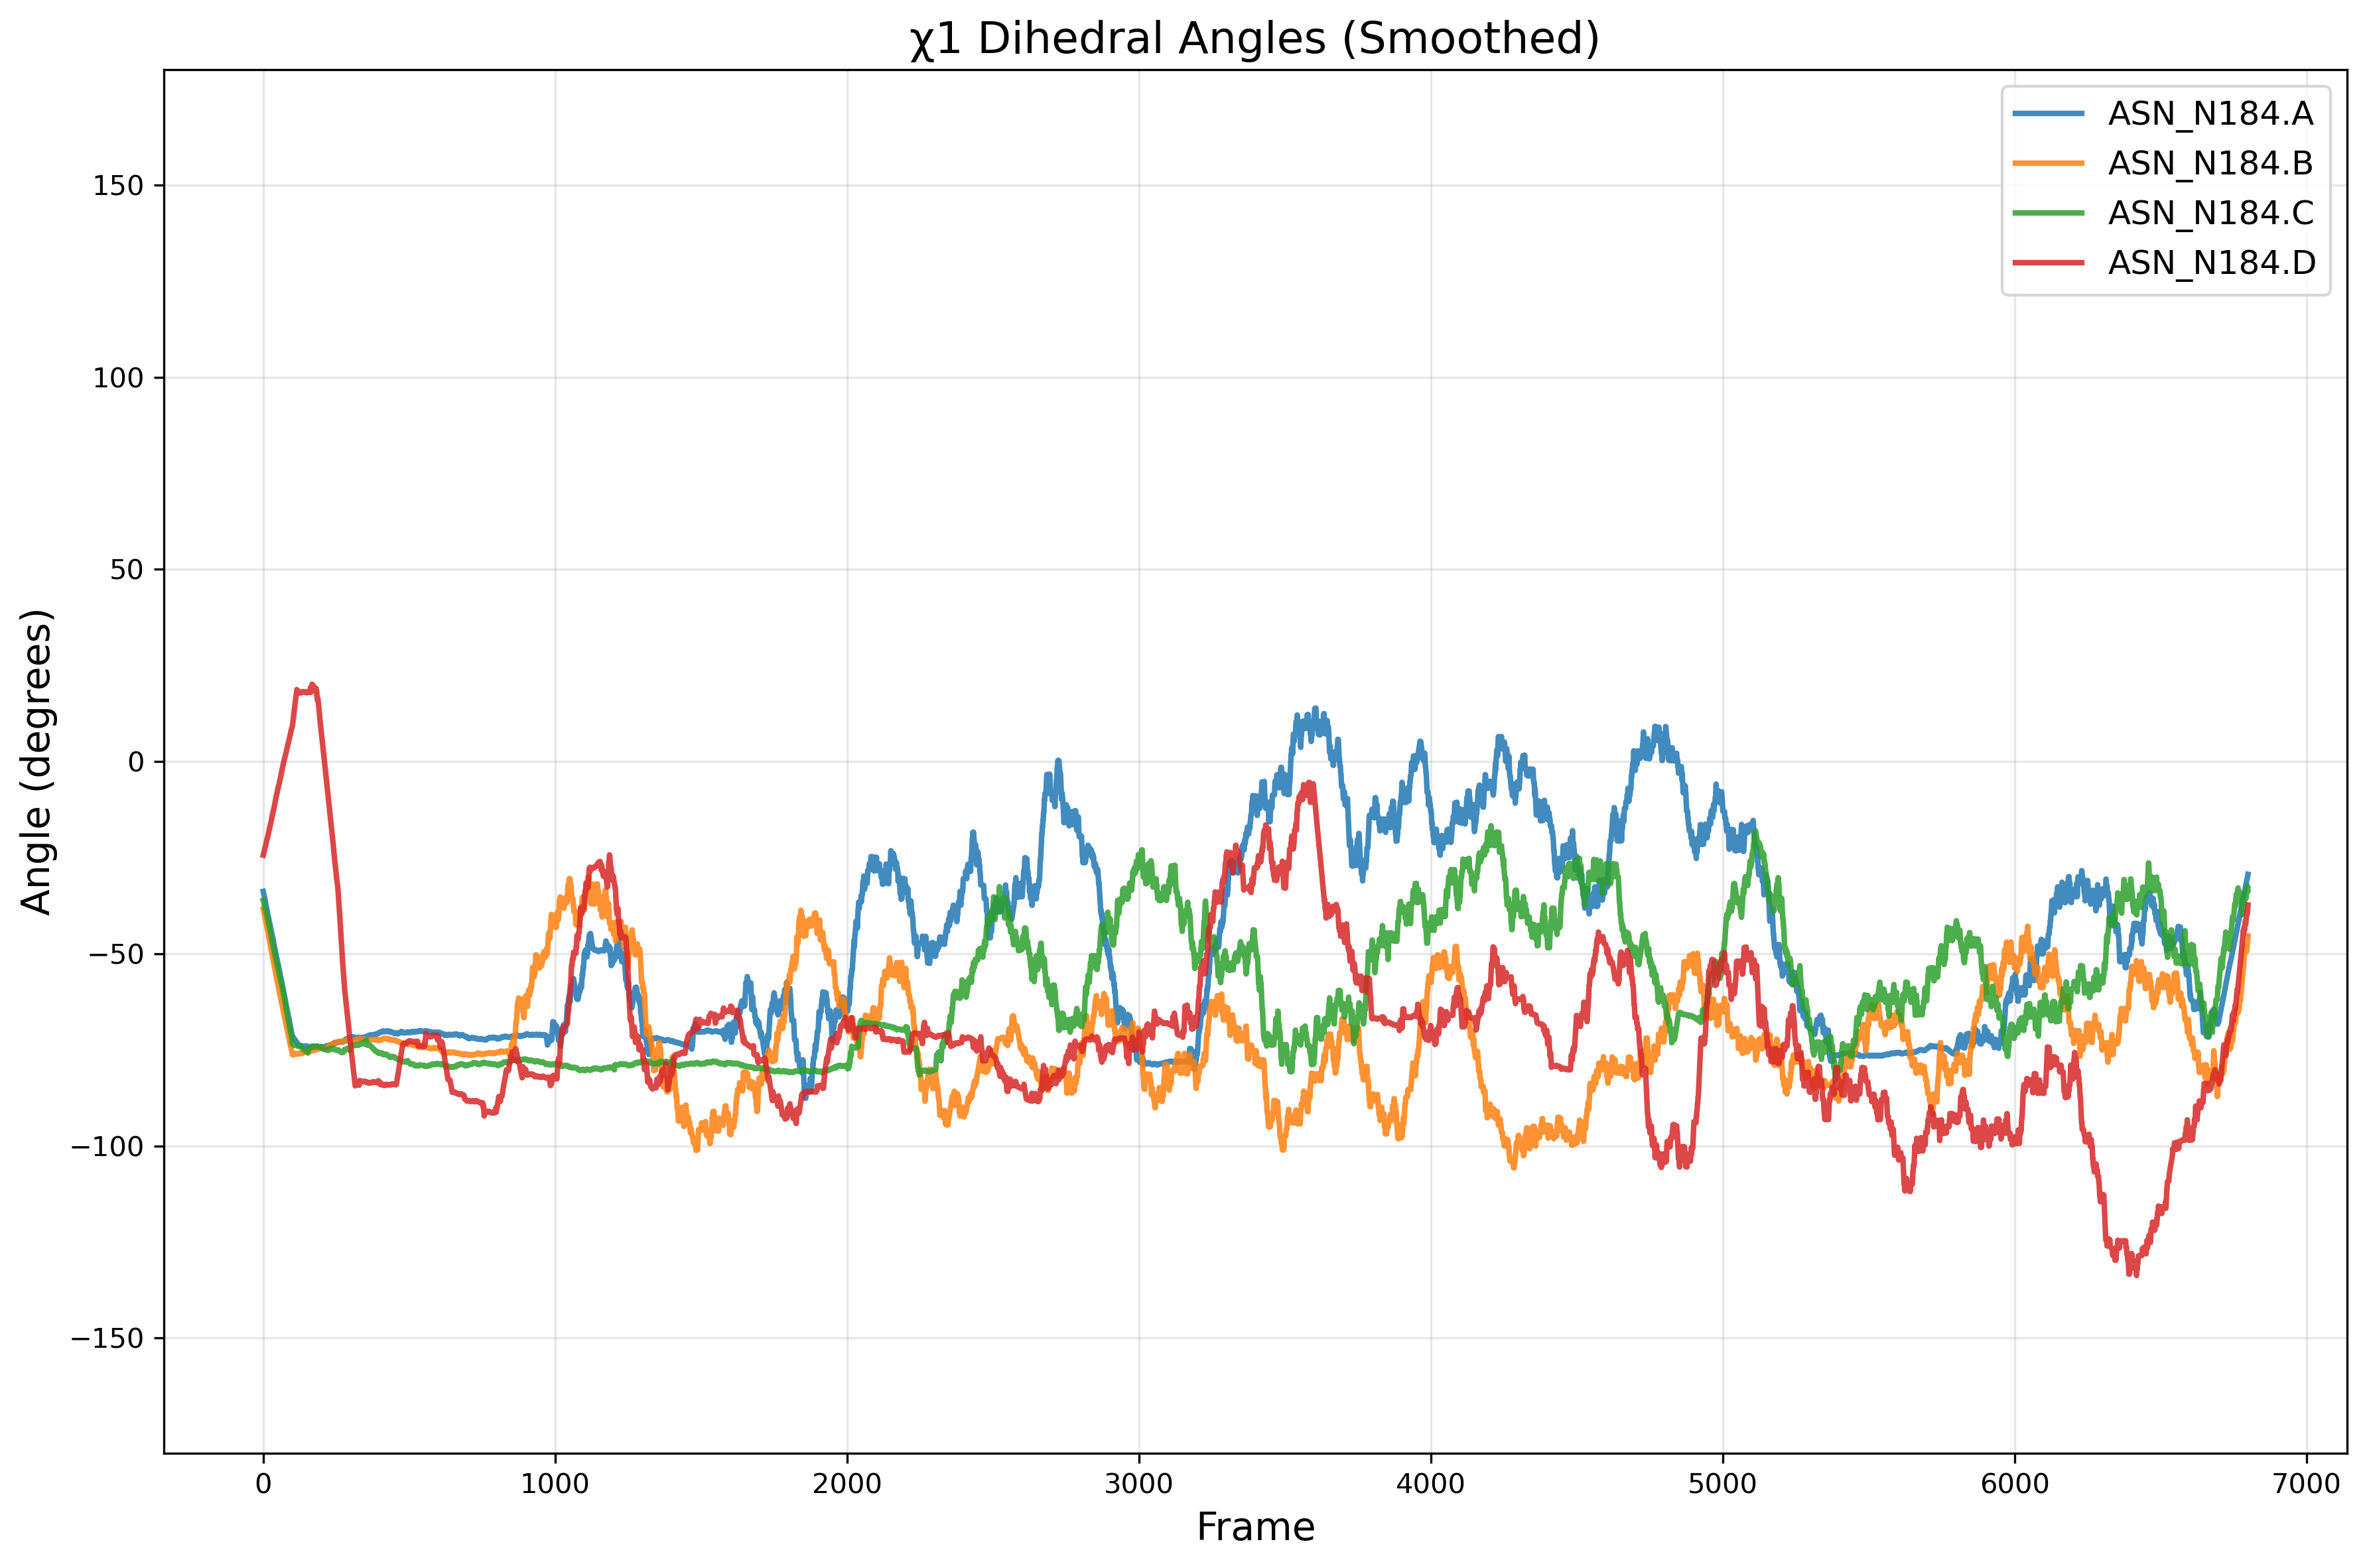 χ1 Dihedral Angles (Smoothed)
ASN_N184.A
ASN_N184.B
ASN_N184.C
ASN_N184.D
Angle (degrees)
150
100
50
0
−50
−100
−150
0 1000 2000 3000 4000 5000 6000 7000
Frame